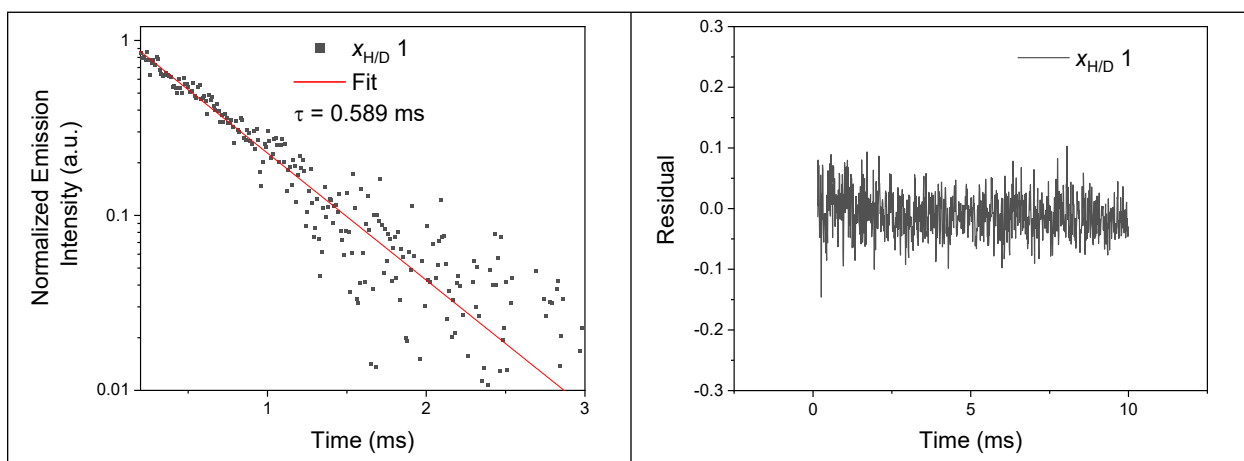 1
0.1
0.01
1
2
3
Normalized Emission
Intensity (a.u.)
Time (ms)
x_H/D 1
Fit
τ = 0.589 ms
0.3
0.2
0.1
0.0
-0.1
-0.2
-0.3
0
5
10
Residual
Time (ms)
x_H/D 1